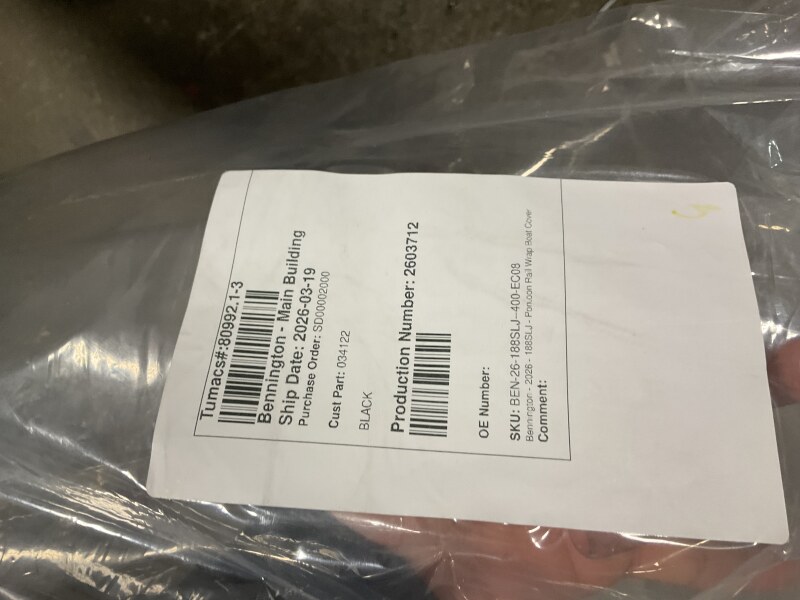 Tumacs#:80992.1-3
Bennington - Main Building
Ship Date: 2026-03-19
Purchase Order: SD00002000
Cust Part: 034122
BLACK
Production Number: 2603712
OE Number:
SKU: BEN-26-188SLJ--400-EC08
Bennington - 2026 - 188SLJ - Pontoon Rail Wrap Boat Cover
Comment: